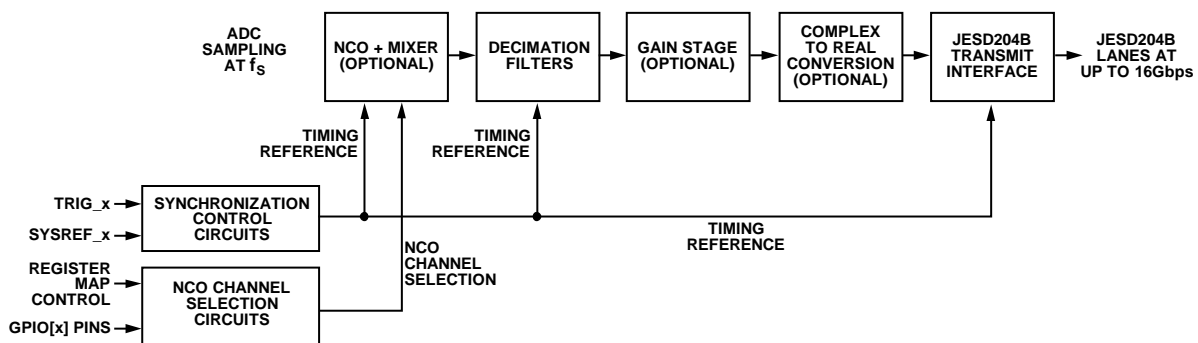 ADC
SAMPLING
AT fS
NCO + MIXER
(OPTIONAL)
DECIMATION
FILTERS
GAIN STAGE
(OPTIONAL)
COMPLEX
TO REAL
CONVERSION
(OPTIONAL)
JESD204B
TRANSMIT
INTERFACE
JESD204B
LANES AT
UP TO 16Gbps
TIMING
REFERENCE
TIMING
REFERENCE
TRIG_x
SYSREF_x
SYNCHRONIZATION
CONTROL
CIRCUITS
TIMING
REFERENCE
NCO
CHANNEL
SELECTION
REGISTER
MAP
CONTROL
GPIO[x] PINS
NCO CHANNEL
SELECTION
CIRCUITS